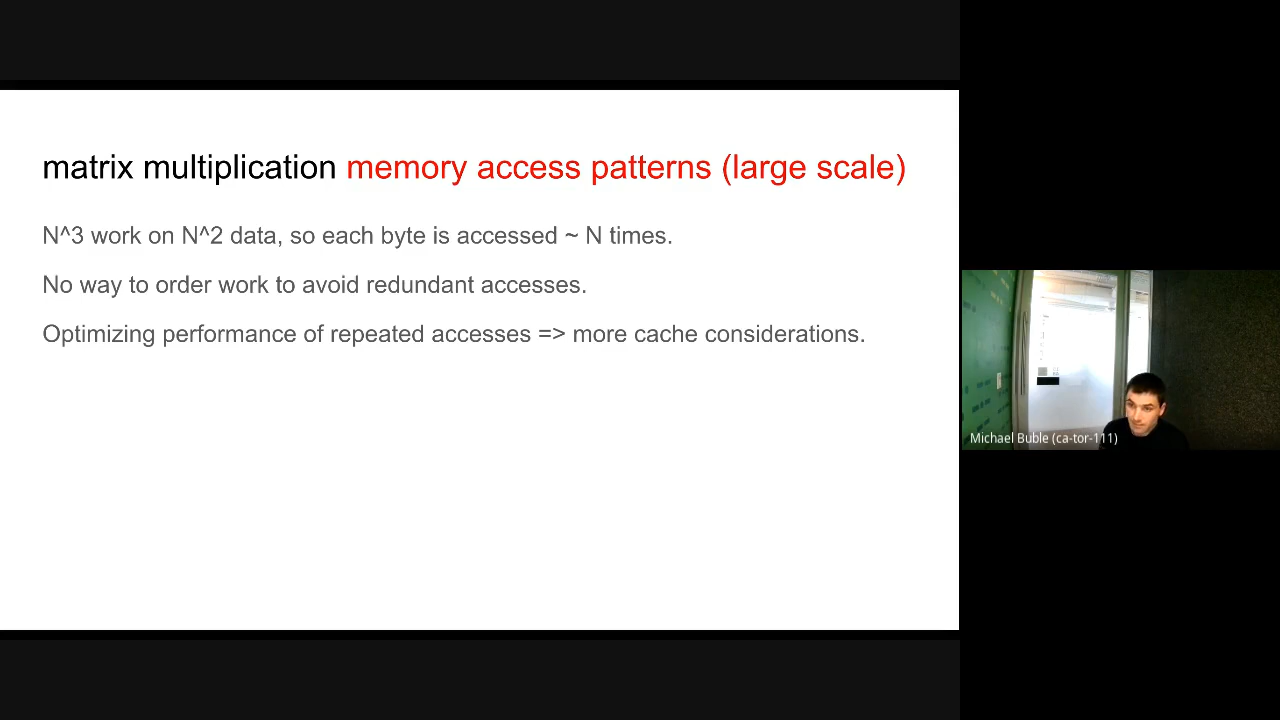 matrix multiplication memory access patterns (large scale)
N^3 work on N^2 data, so each byte is accessed ~ N times.
No way to order work to avoid redundant accesses.
Optimizing performance of repeated accesses => more cache considerations.
Michael Buble (ca-tor-111)